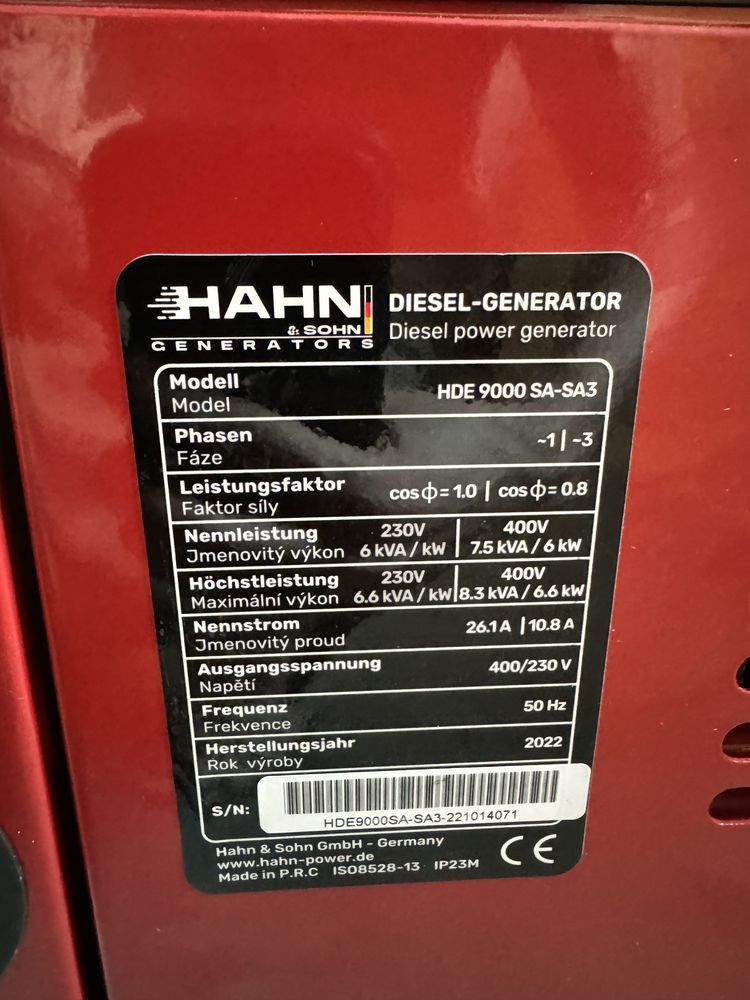 HAHN
& SOHN
GENERATORS
DIESEL-GENERATOR
Diesel power generator
Modell
Model
HDE 9000 SA-SA3
Phasen
Fáze
~1 | ~3
Leistungsfaktor
Faktor síly
cosϕ= 1.0 | cosϕ= 0.8
Nennleistung
Jmenovitý výkon
230V
6 kVA / kW
400V
7.5 kVA / 6 kW
Höchstleistung
Maximální výkon
230V
6.6 kVA / kW
400V
8.3 kVA / 6.6 kW
Nennstrom
Jmenovitý proud
26.1 A | 10.8 A
Ausgangsspannung
Napětí
400/230 V
Frequenz
Frekvence
50 Hz
Herstellungsjahr
Rok výroby
2022
S/N:
HDE9000SA-SA3-221014071
Hahn & Sohn GmbH - Germany
www.hahn-power.de
Made in P.R.C ISO8528-13 IP23M
CE